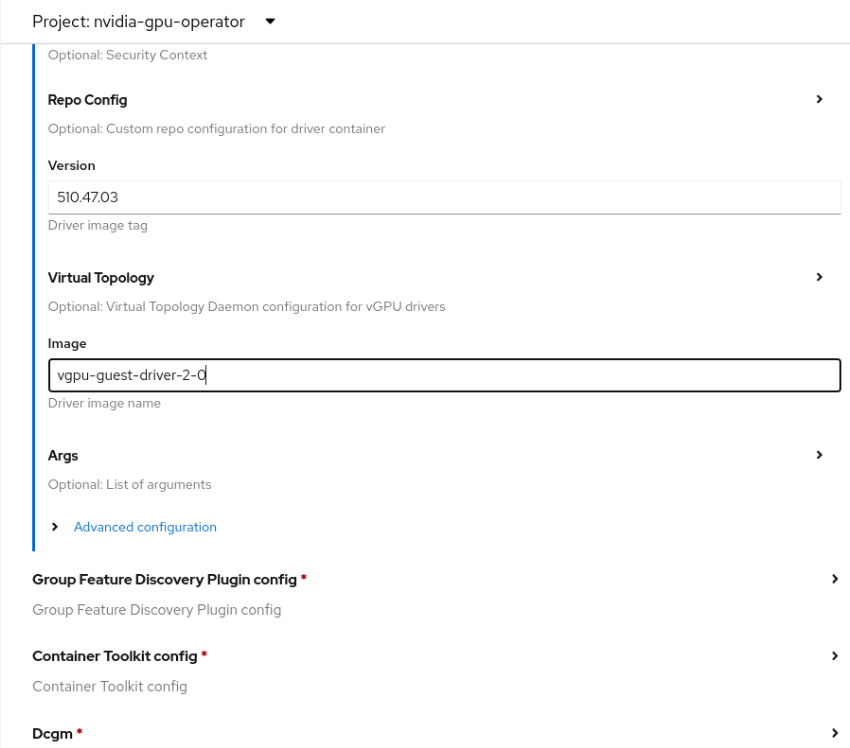 Project: nvidia-gpu-operator
Optional: Security Context
Repo Config
Optional: Custom repo configuration for driver container
Version
510.47.03
Driver image tag
Virtual Topology
Optional: Virtual Topology Daemon configuration for vGPU drivers
Image
vgpu-guest-driver-2-0
Driver image name
Args
Optional: List of arguments
Advanced configuration
Group Feature Discovery Plugin config *
Group Feature Discovery Plugin config
Container Toolkit config *
Container Toolkit config
Dcgm *